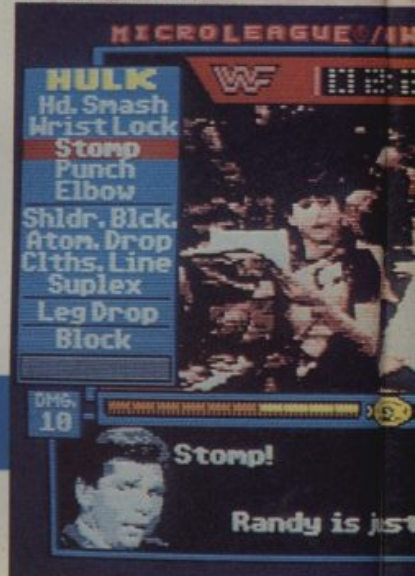 MICROLEAGUE®/W
HULK
WF
Hd. Smash
Wrist Lock
Stomp
Punch
Elbow
Shldr. Blck.
Atom. Drop
Clths. Line
Suplex
Leg Drop
Block
DMG.
10
Stomp!
Randy is just